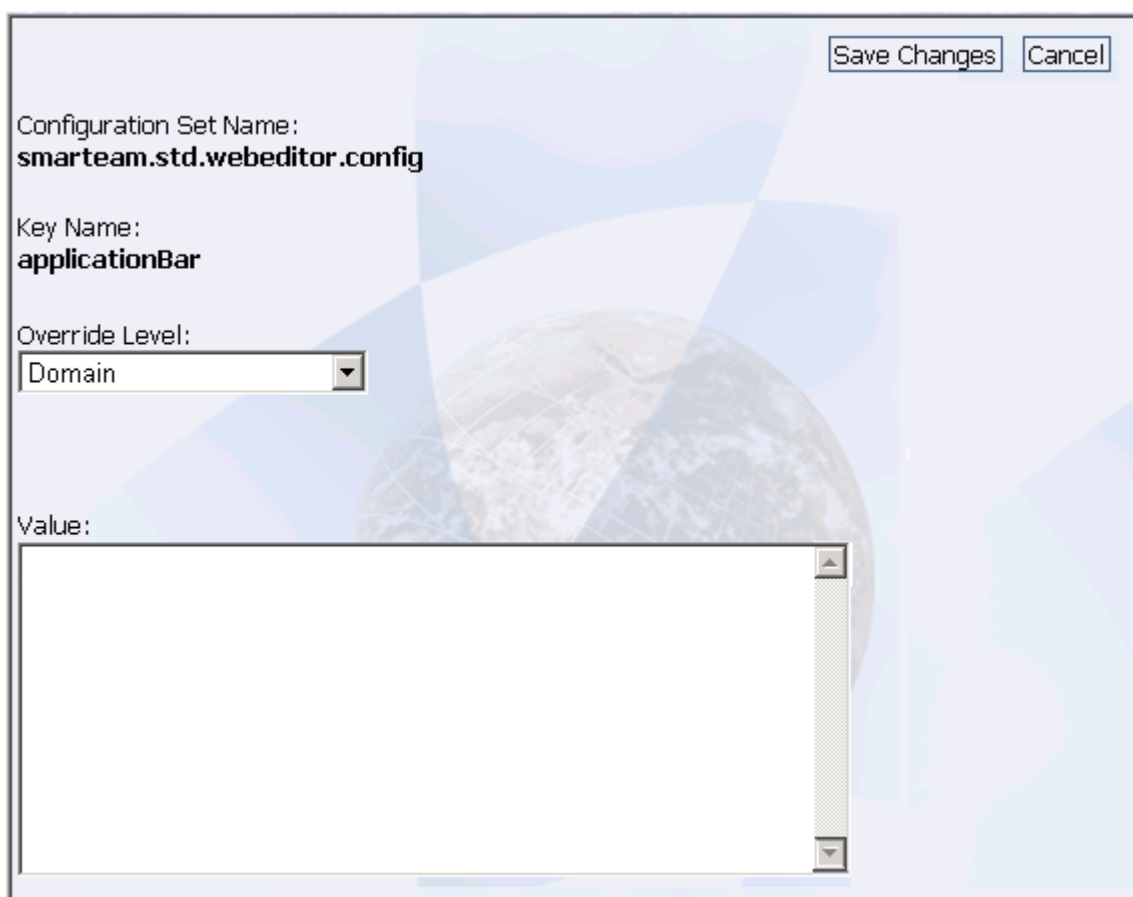 Save Changes Cancel
Configuration Set Name:
smarteam.std.webeditor.config
Key Name:
applicationBar
Override Level:
Domain
Value: